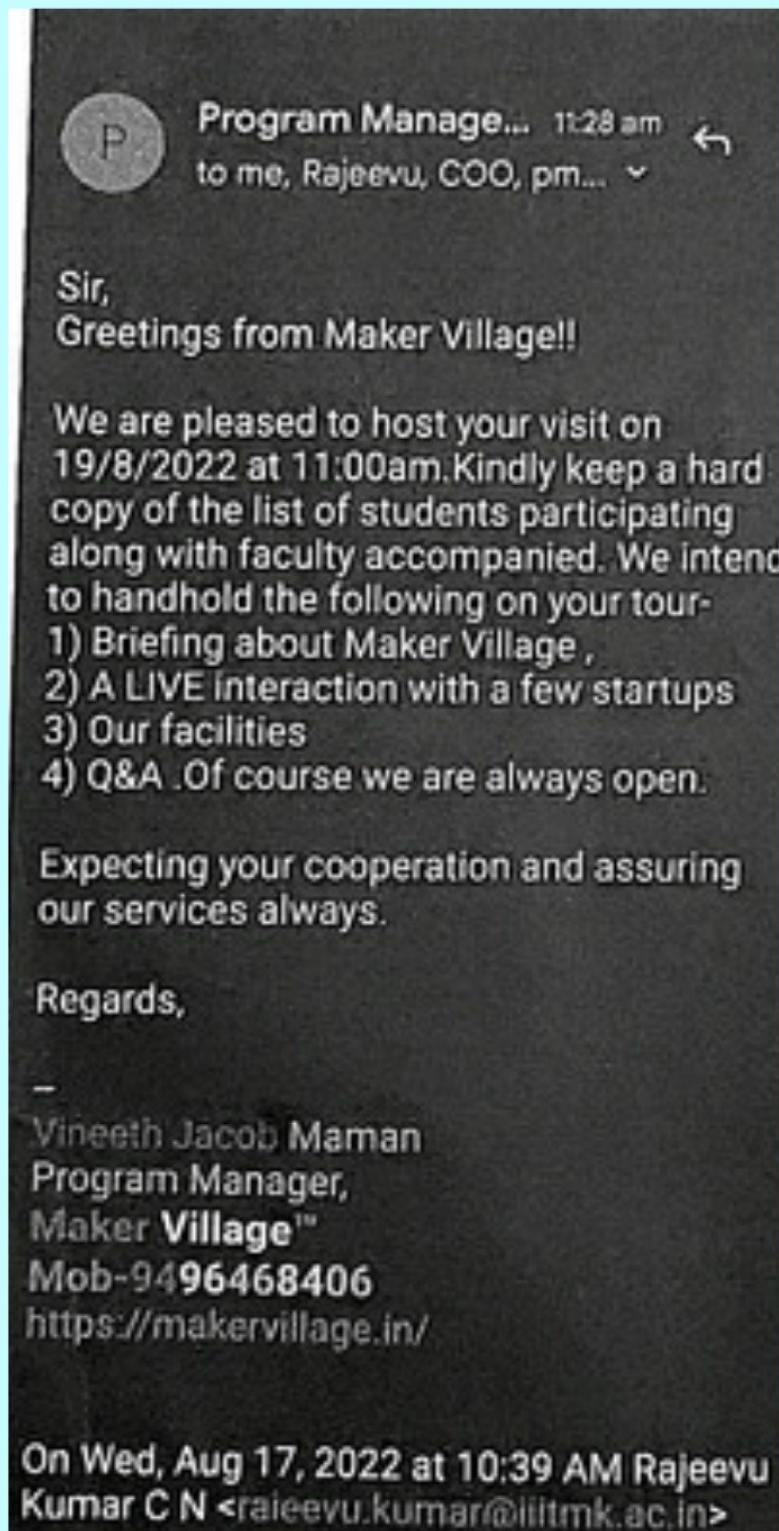 P
Program Manage... 11:28 am
to me, Rajeevu, COO, pm...
Sir,
Greetings from Maker Village!!
We are pleased to host your visit on
19/8/2022 at 11:00am.Kindly keep a hard
copy of the list of students participating
along with faculty accompanied. We intend
to handhold the following on your tour-
1) Briefing about Maker Village ,
2) A LIVE interaction with a few startups
3) Our facilities
4) Q&A .Of course we are always open.
Expecting your cooperation and assuring
our services always.
Regards,
--
Vineeth Jacob Maman
Program Manager,
Maker Village™
Mob-9496468406
https://makervillage.in/
On Wed, Aug 17, 2022 at 10:39 AM Rajeevu
Kumar C N <rajeevu.kumar@iiitmk.ac.in>